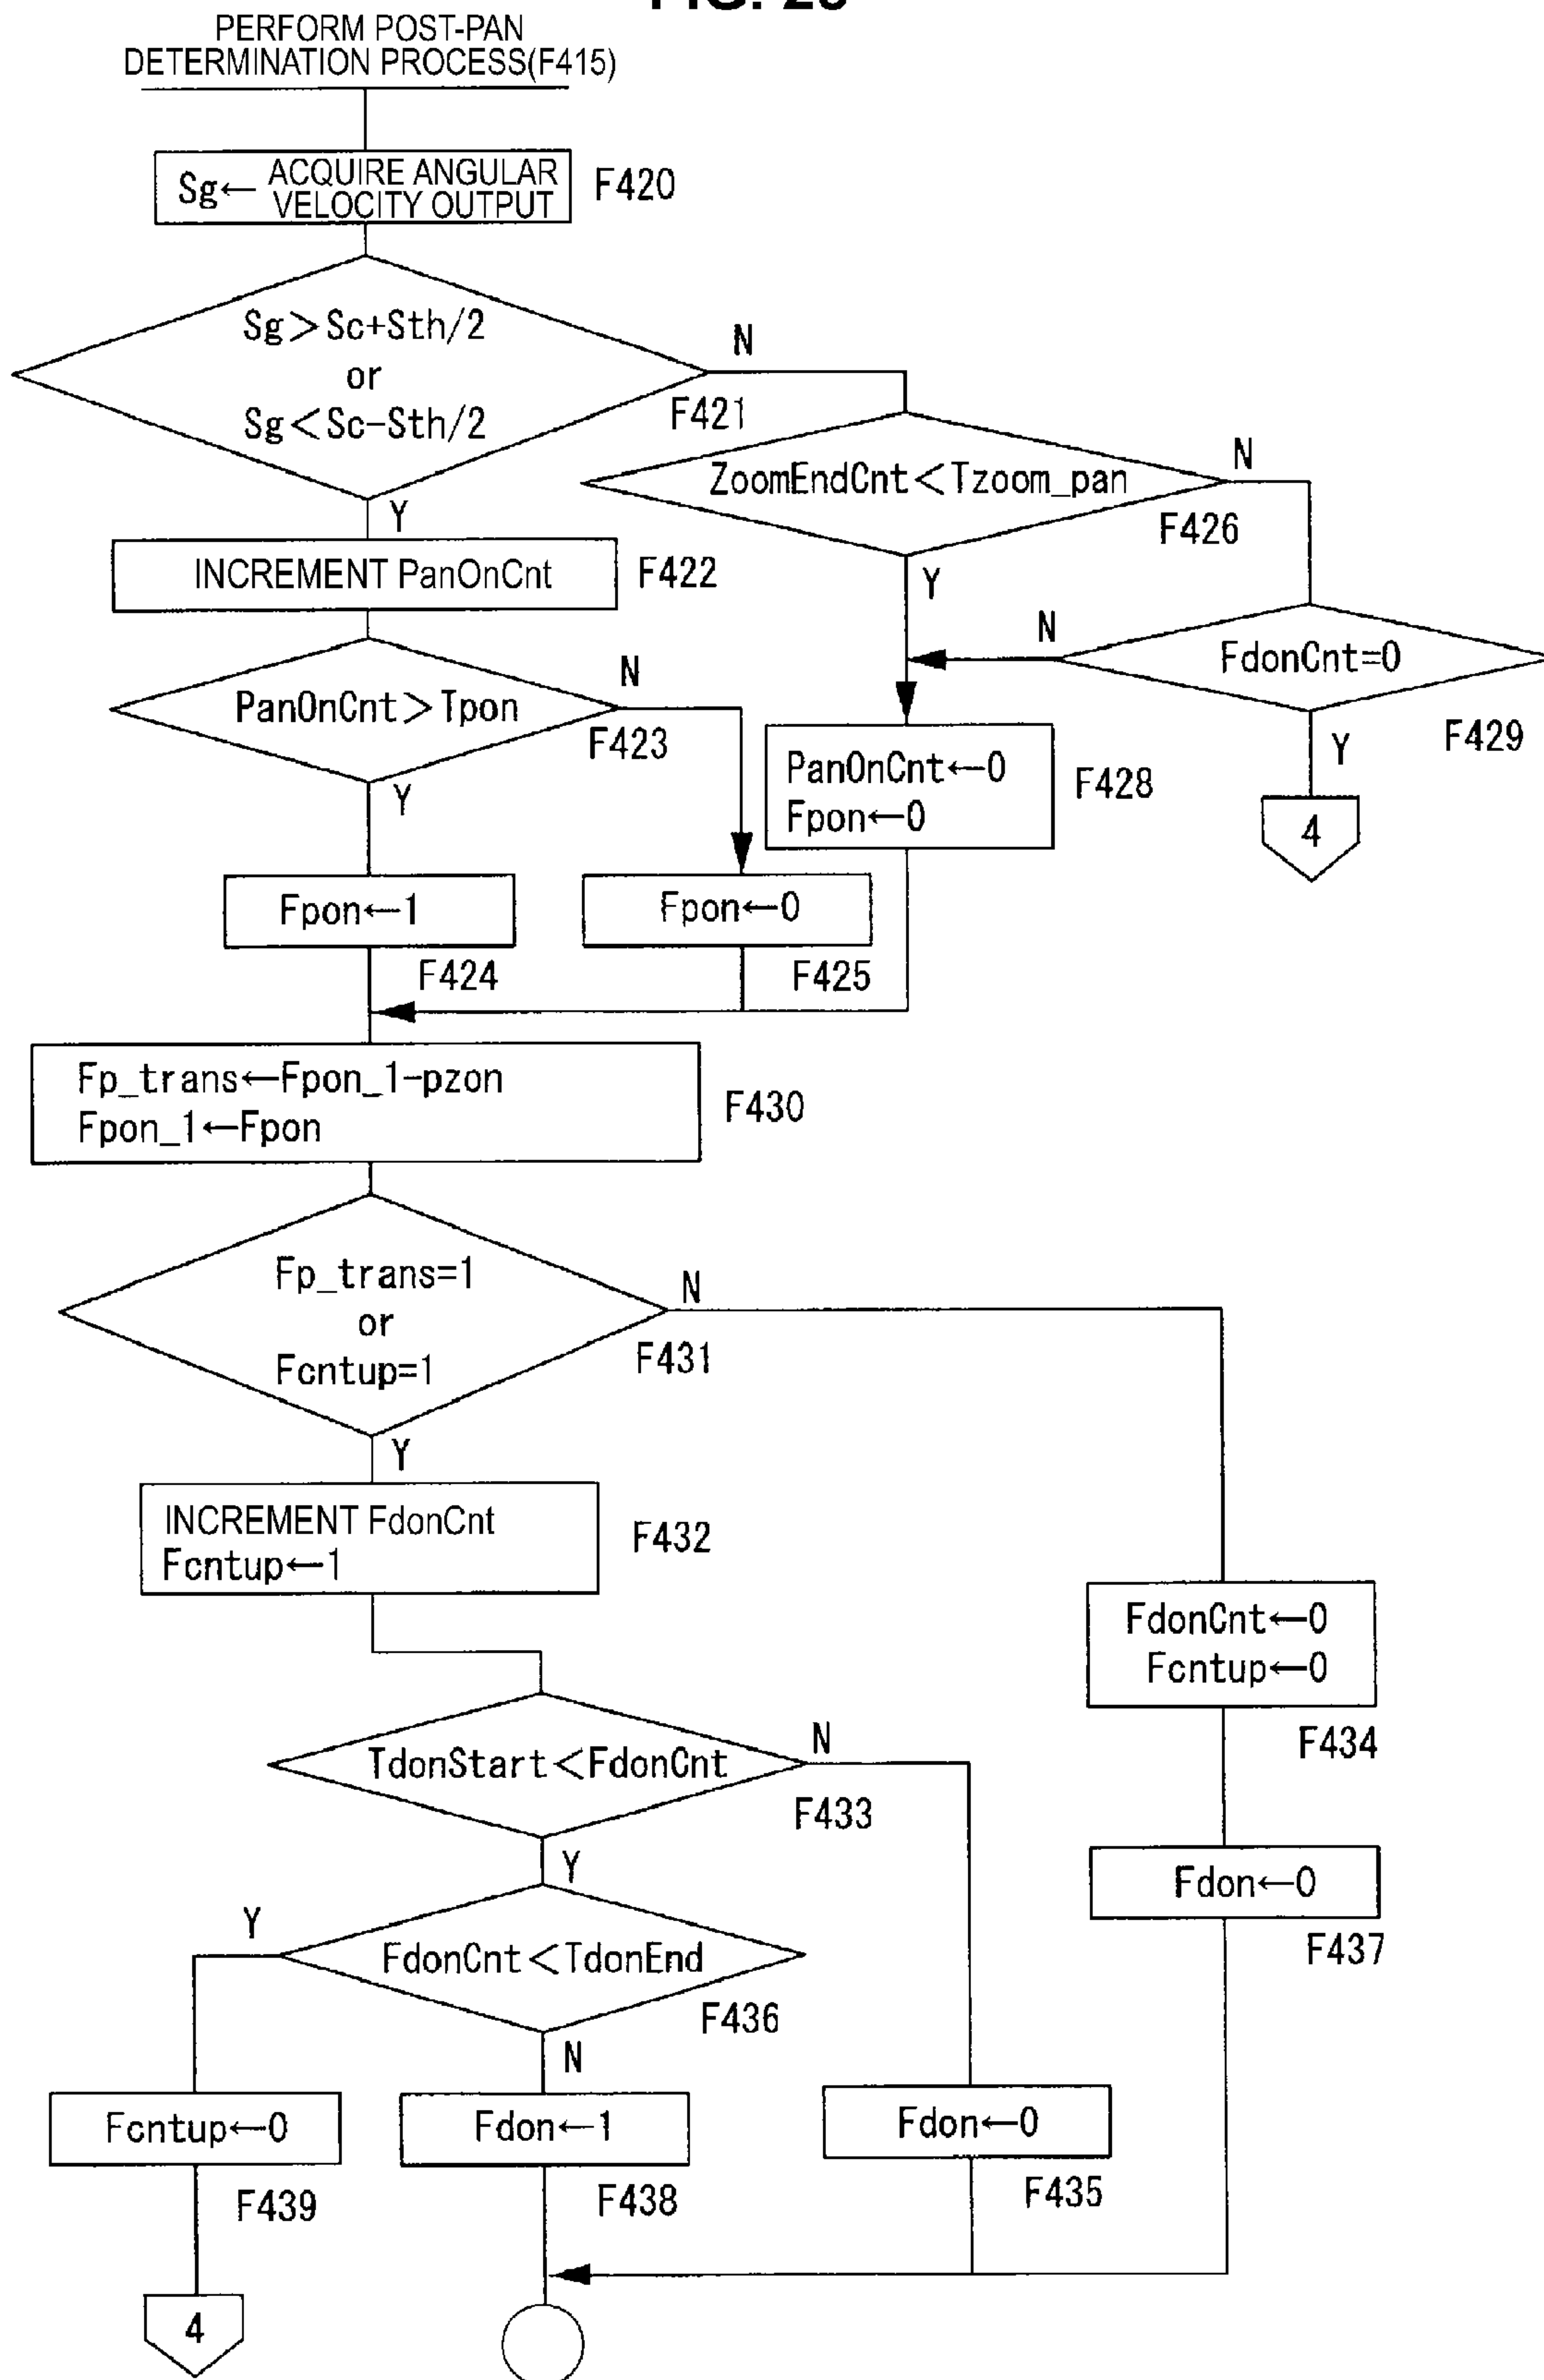 PERFORM POST-PAN
DETERMINATION PROCESS(F415)
Sg← ACQUIRE ANGULAR
VELOCITY OUTPUT
F420
Sg>Sc+Sth/2
or
Sg<Sc-Sth/2
N
F421
Y
ZoomEndCnt<Tzoom_pan
N
F426
Y
INCREMENT PanOnCnt
F422
N
FdonCnt=0
F429
Y
4
PanOnCnt>Tpon
N
F423
Y
PanOnCnt←0
Fpon←0
F428
Fpon←1
F424
Fpon←0
F425
Fp_trans←Fpon_1-pzon
Fpon_1←Fpon
F430
Fp_trans=1
or
Fcntup=1
N
F431
Y
INCREMENT FdonCnt
Fcntup←1
F432
FdonCnt←0
Fcntup←0
F434
TdonStart<FdonCnt
N
F433
Y
Fdon←0
F437
Y
FdonCnt<TdonEnd
F436
N
Fcntup←0
F439
Fdon←1
F438
Fdon←0
F435
4